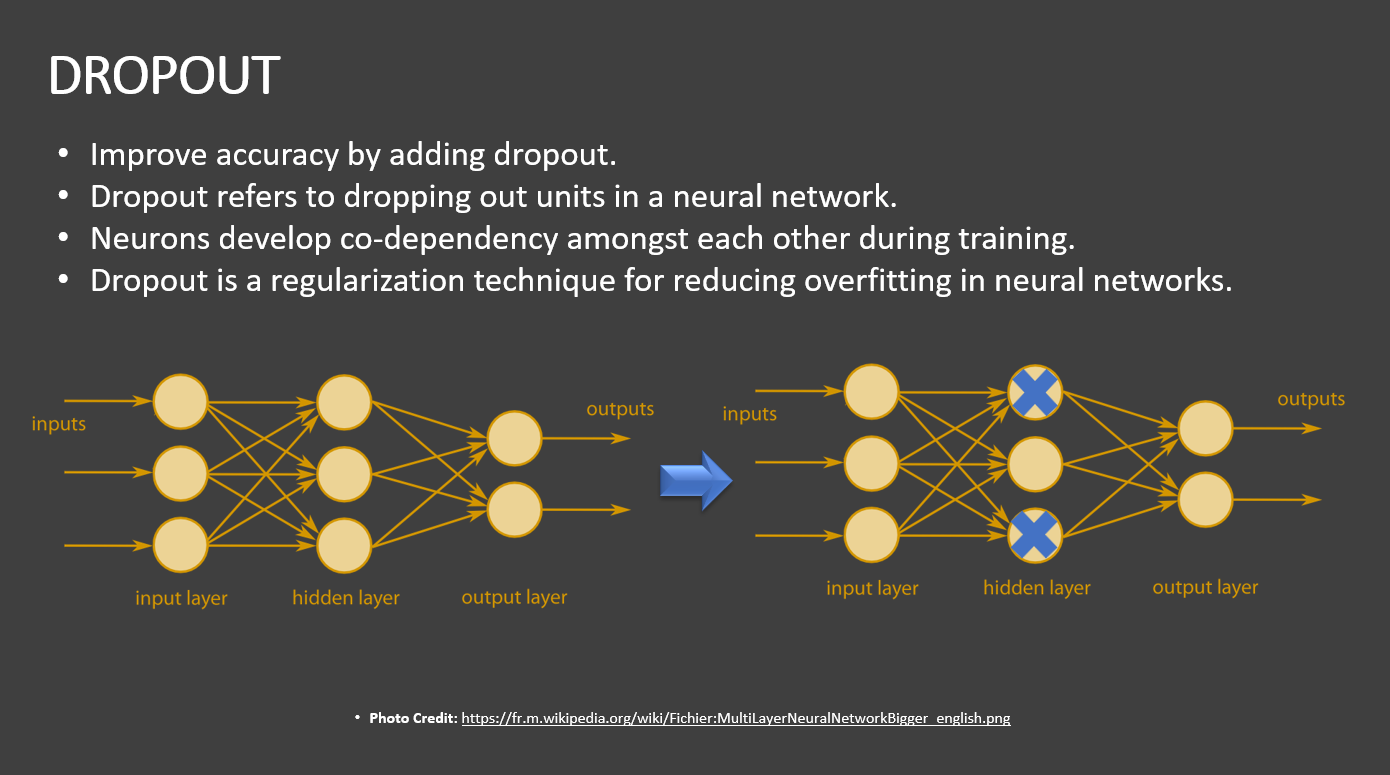 DROPOUT
• Improve accuracy by adding dropout.
• Dropout refers to dropping out units in a neural network.
• Neurons develop co-dependency amongst each other during training.
• Dropout is a regularization technique for reducing overfitting in neural networks.
inputs
outputs
input layer
hidden layer
output layer
inputs
outputs
input layer
hidden layer
output layer
• Photo Credit: https://fr.m.wikipedia.org/wiki/Fichier:MultiLayerNeuralNetworkBigger_english.png